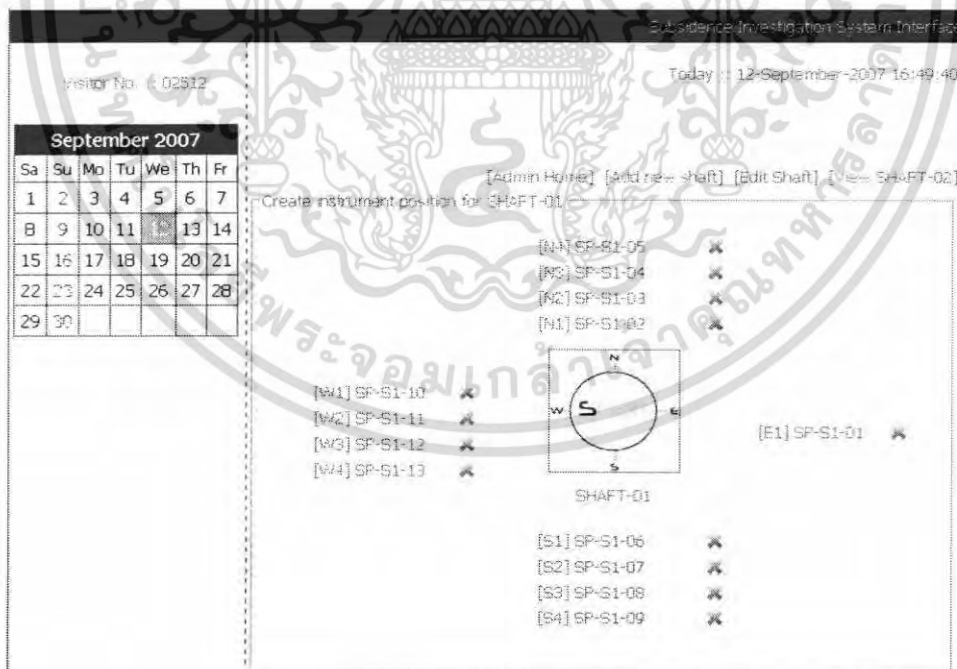 Subsidence Investigation System Interface
Visitor No. :: 02512
Today :: 12-September-2007 16:49:40
September 2007
Sa Su Mo Tu We Th Fr
1 2 3 4 5 6 7
8 9 10 11 12 13 14
15 16 17 18 19 20 21
22 23 24 25 26 27 28
29 30
[Admin Home] [Add new shaft] [Edit Shaft] [View SHAFT-02]
Create instrument position for SHAFT-01
[N4] SP-S1-05
[N3] SP-S1-04
[N2] SP-S1-03
[N1] SP-S1-02
N
W
E
S
SHAFT-01
[W1] SP-S1-10
[W2] SP-S1-11
[W3] SP-S1-12
[W4] SP-S1-13
[E1] SP-S1-01
[S1] SP-S1-06
[S2] SP-S1-07
[S3] SP-S1-08
[S4] SP-S1-09